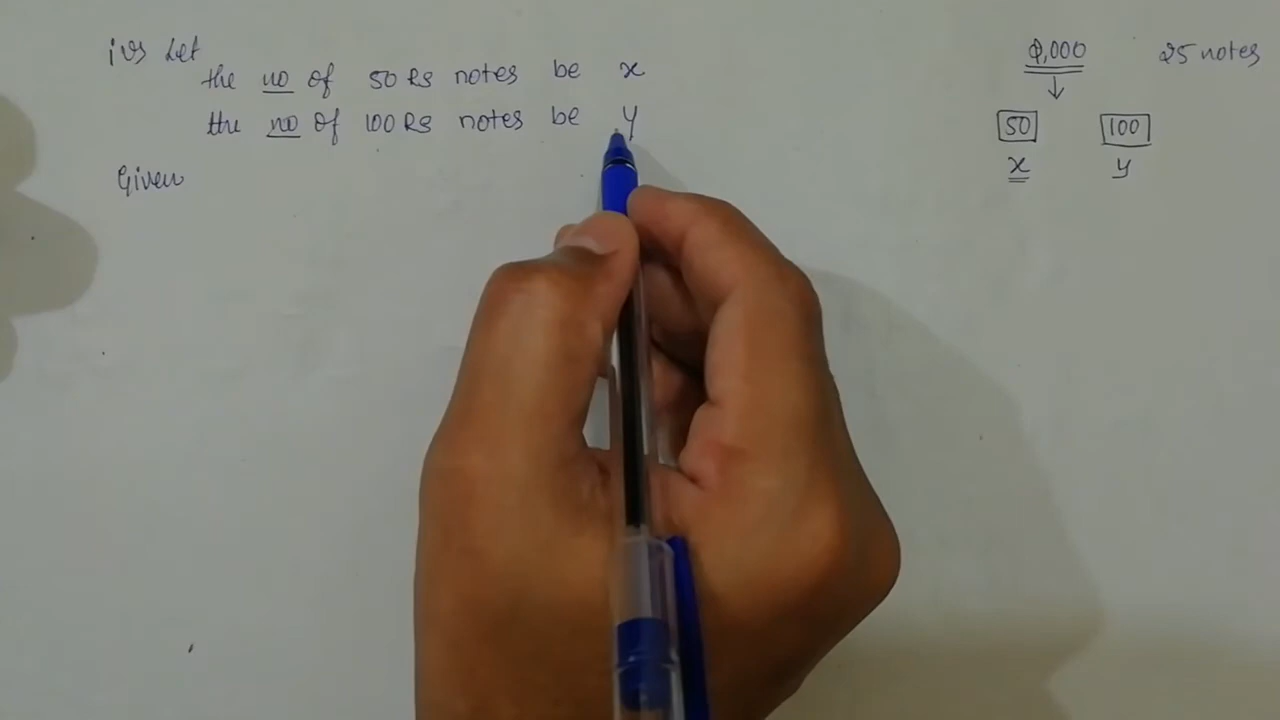 iv) Let
the no of 50 Rs notes be x
the no of 100 Rs notes be y
Given
2,000 25 notes
↓
50 100
x y